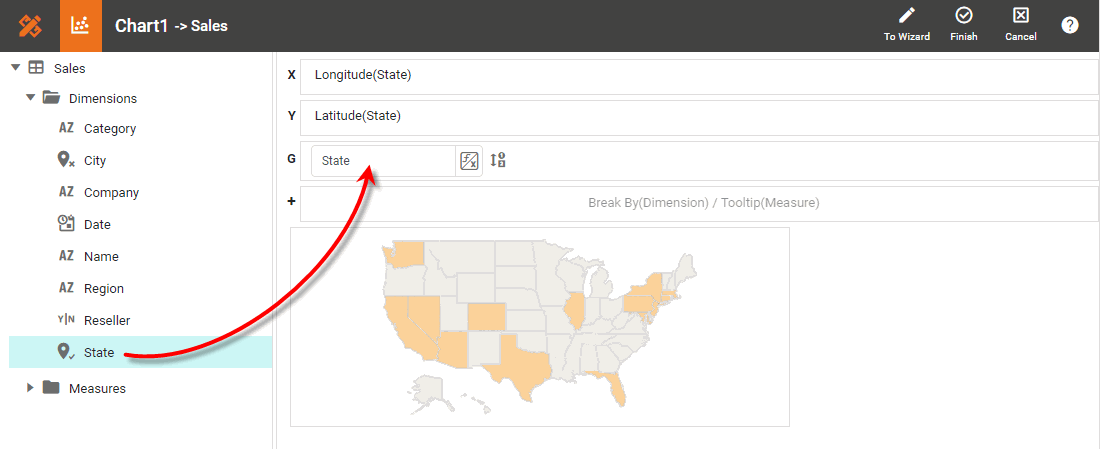 Chart1 -> Sales
To Wizard
Finish
Cancel
?
Sales
Dimensions
AZ Category
City
AZ Company
Date
AZ Name
AZ Region
Y|N Reseller
State
Measures
X Longitude(State)
Y Latitude(State)
G State f/x
+ Break By(Dimension) / Tooltip(Measure)